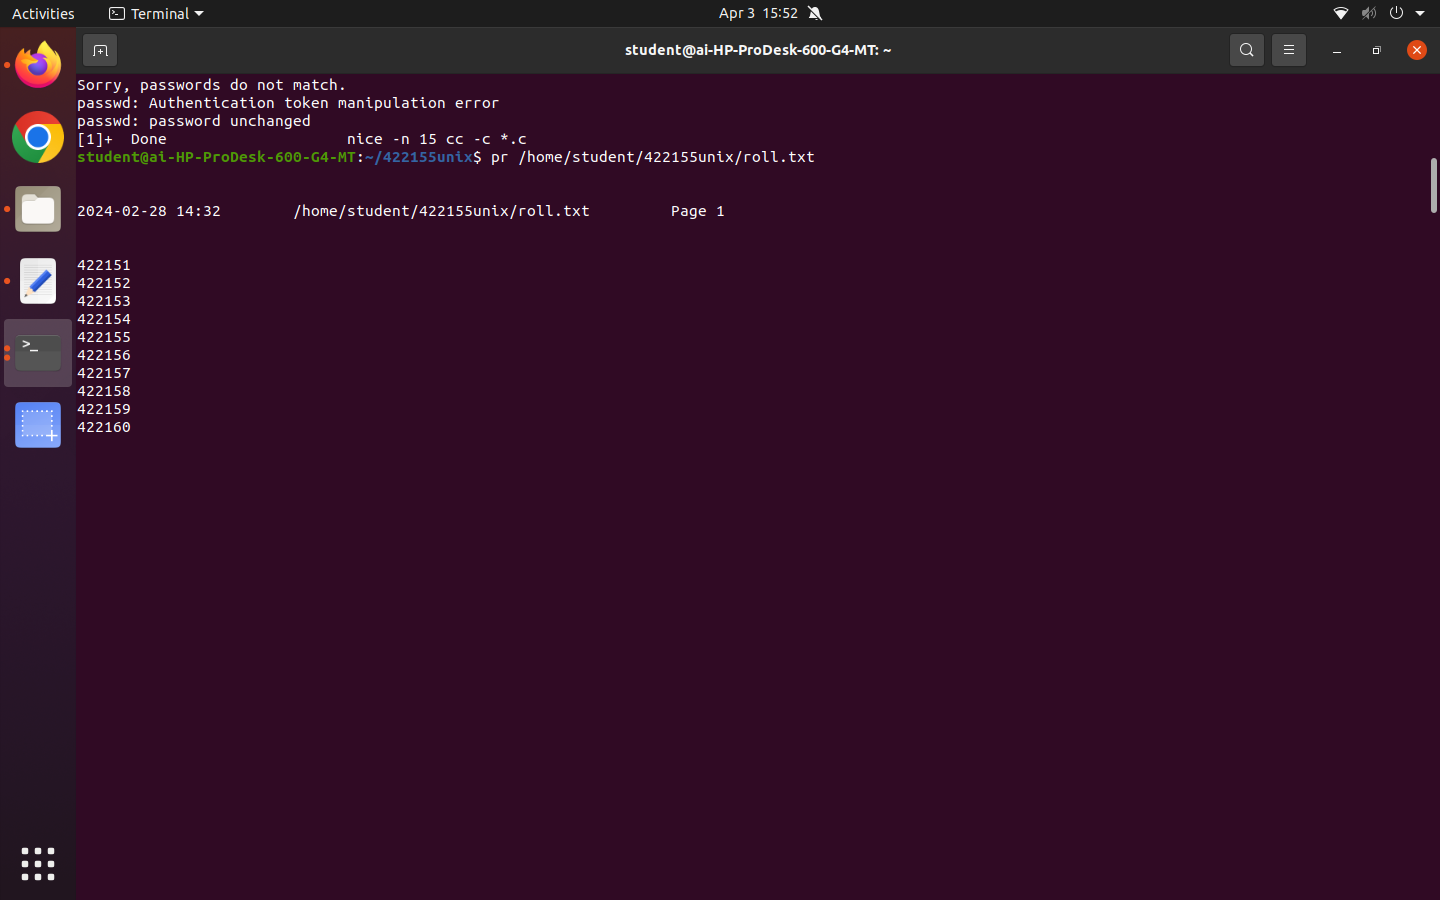 Activities Terminal Apr 3 15:52
student@ai-HP-ProDesk-600-G4-MT: ~
Sorry, passwords do not match.
passwd: Authentication token manipulation error
passwd: password unchanged
[1]+  Done                    nice -n 15 cc -c *.c
student@ai-HP-ProDesk-600-G4-MT:~/422155unix$ pr /home/student/422155unix/roll.txt
2024-02-28 14:32        /home/student/422155unix/roll.txt         Page 1
422151
422152
422153
422154
422155
422156
422157
422158
422159
422160